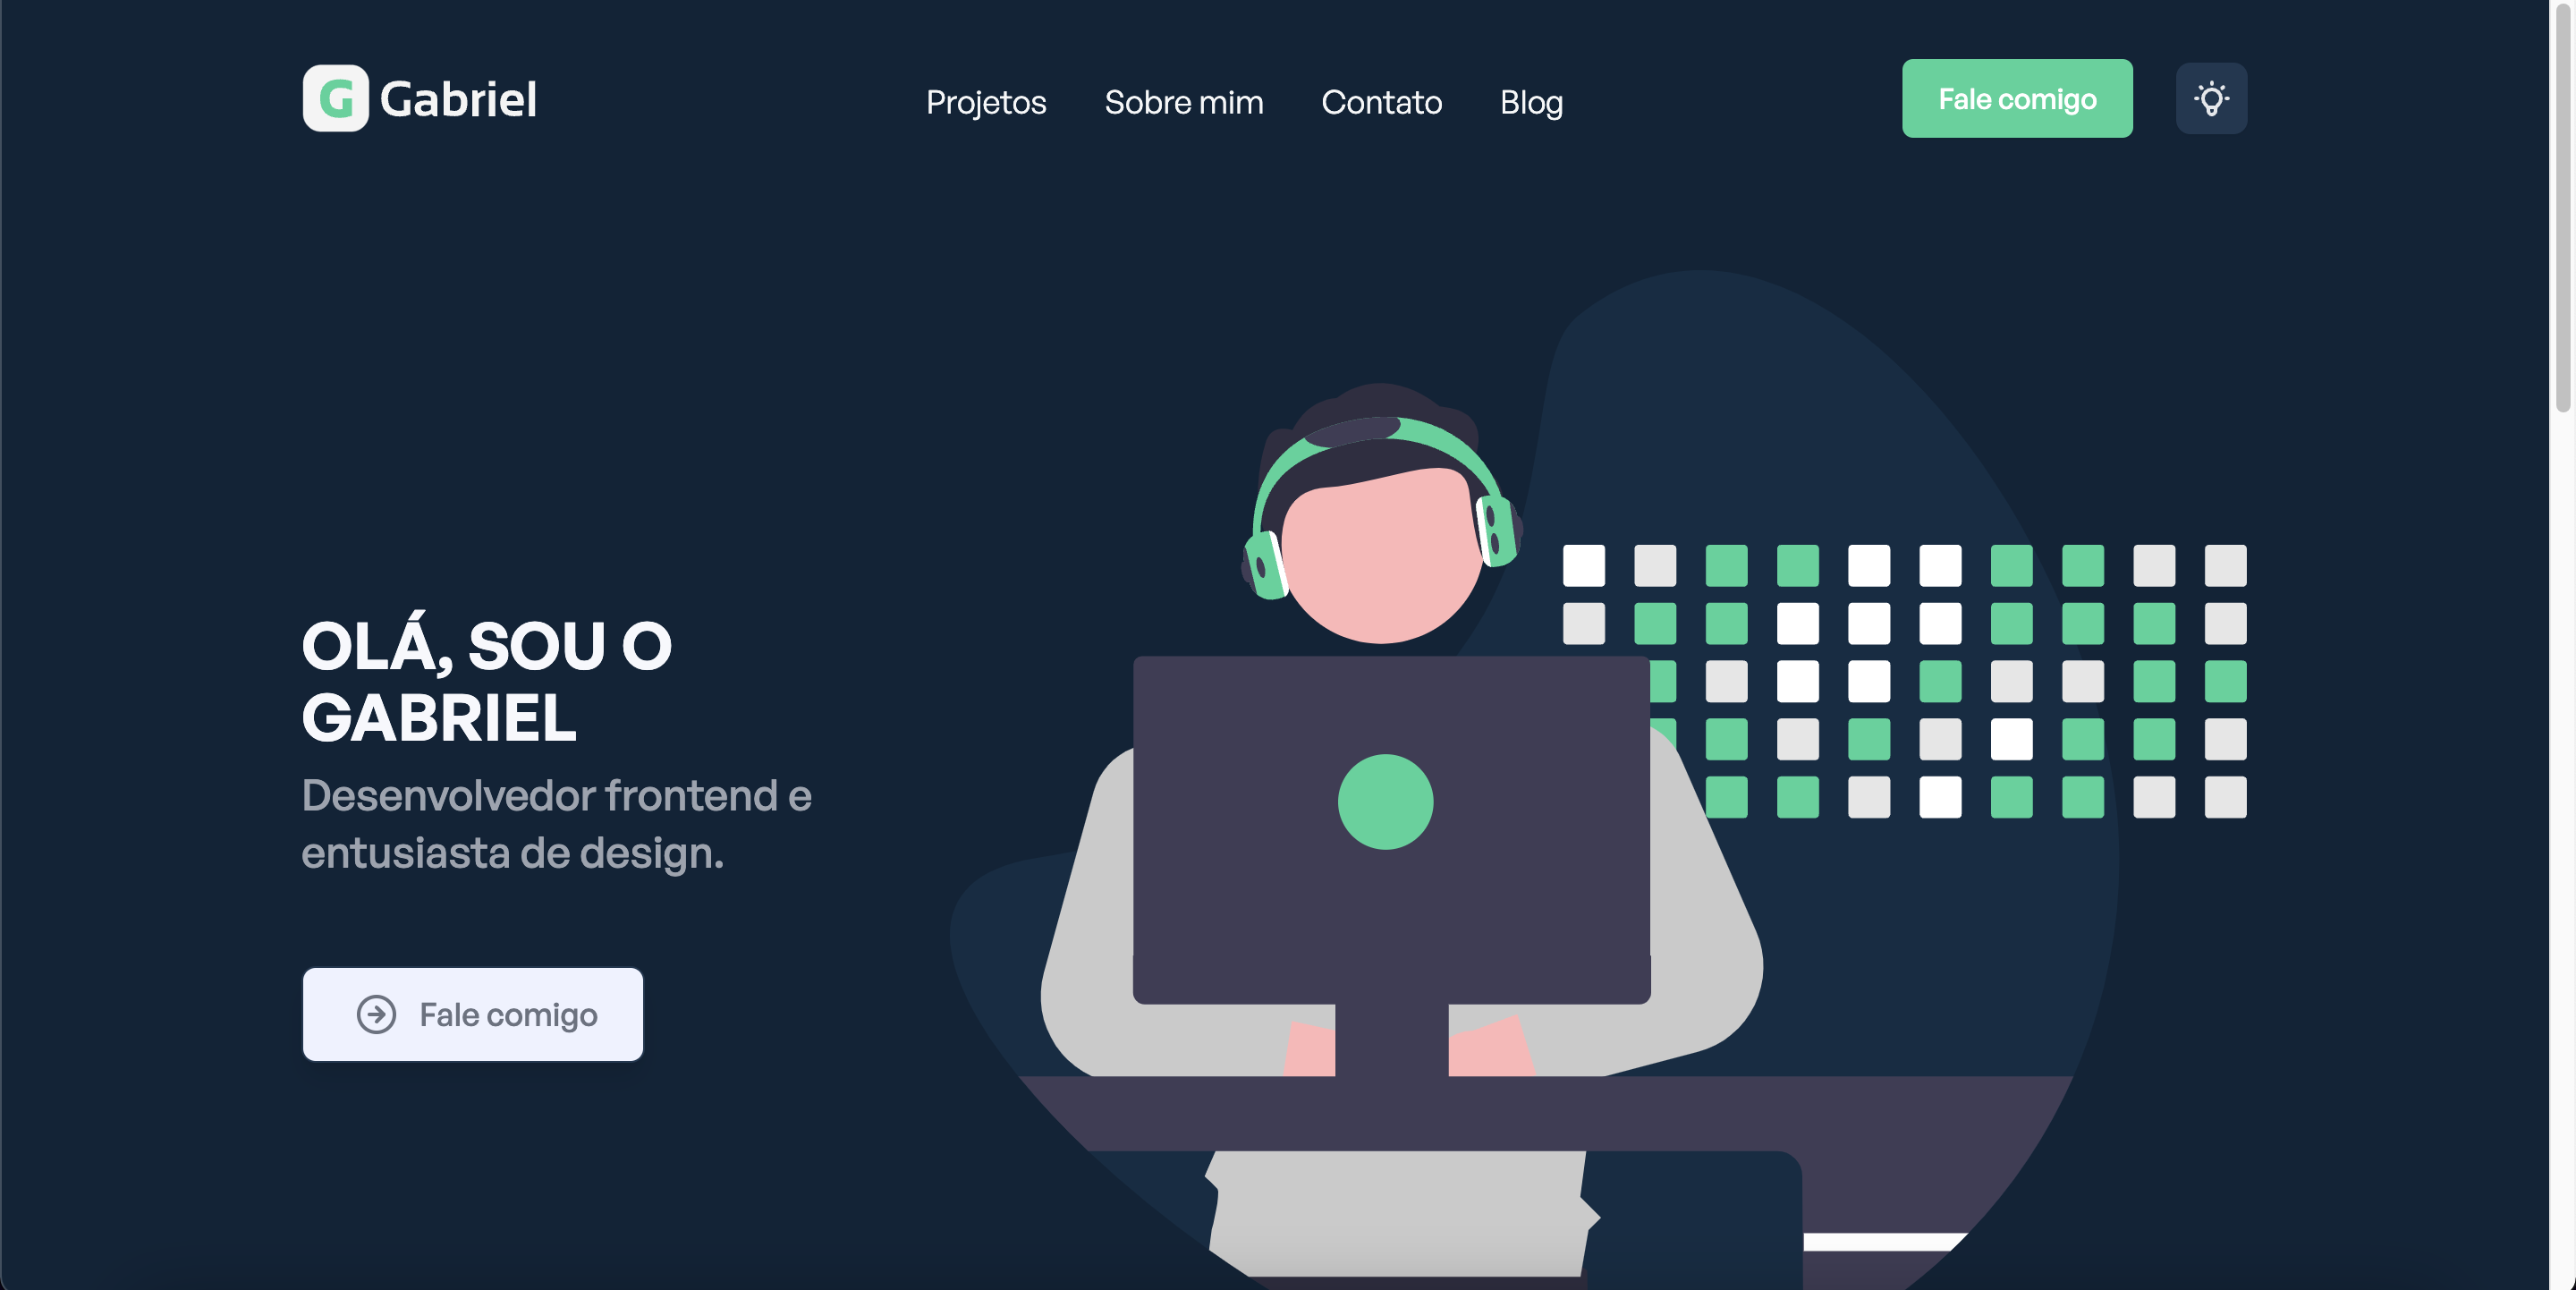 G Gabriel
Projetos Sobre mim Contato Blog
Fale comigo
OLÁ, SOU O
GABRIEL
Desenvolvedor frontend e
entusiasta de design.
Fale comigo